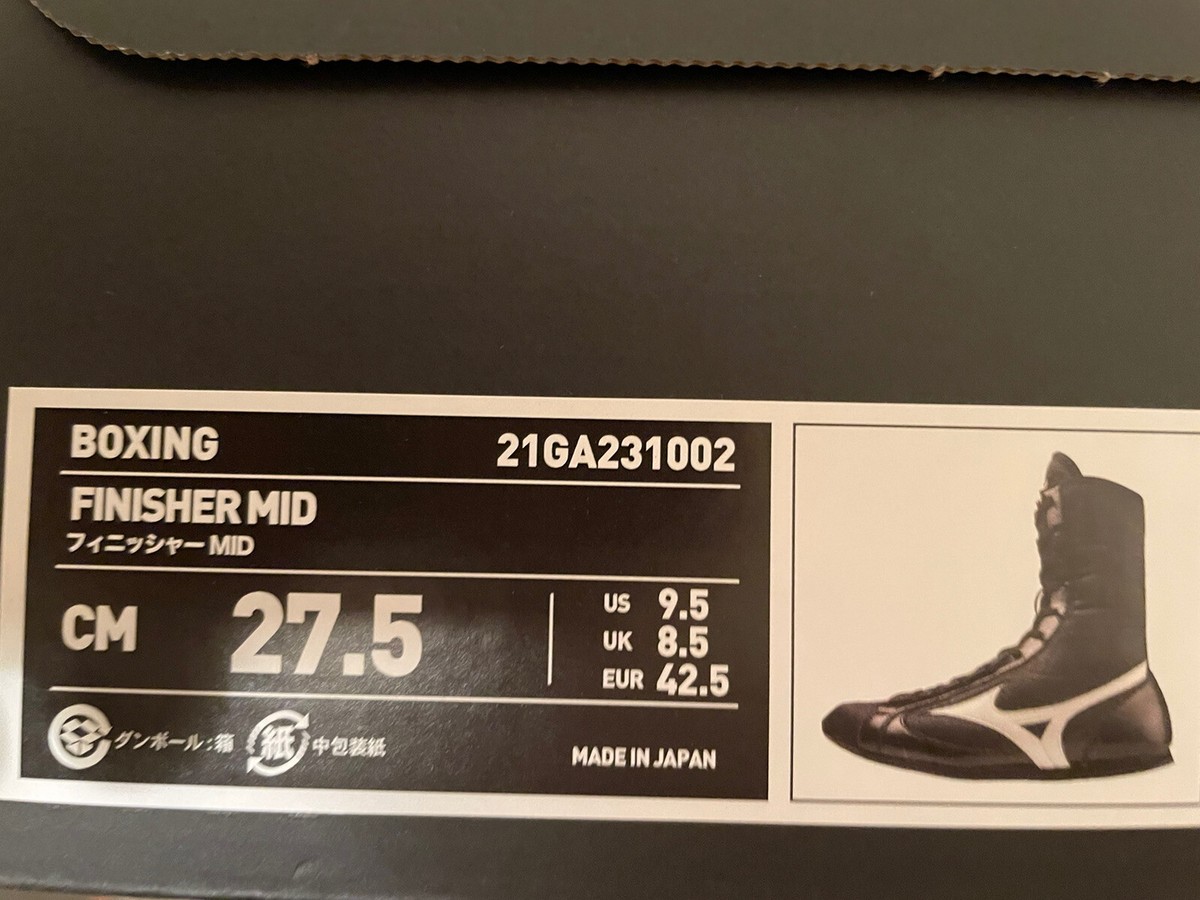 BOXING 21GA231002
FINISHER MID
フィニッシャー MID
CM 27.5
US 9.5
UK 8.5
EUR 42.5
ダンボール:箱 紙 中包装紙
MADE IN JAPAN